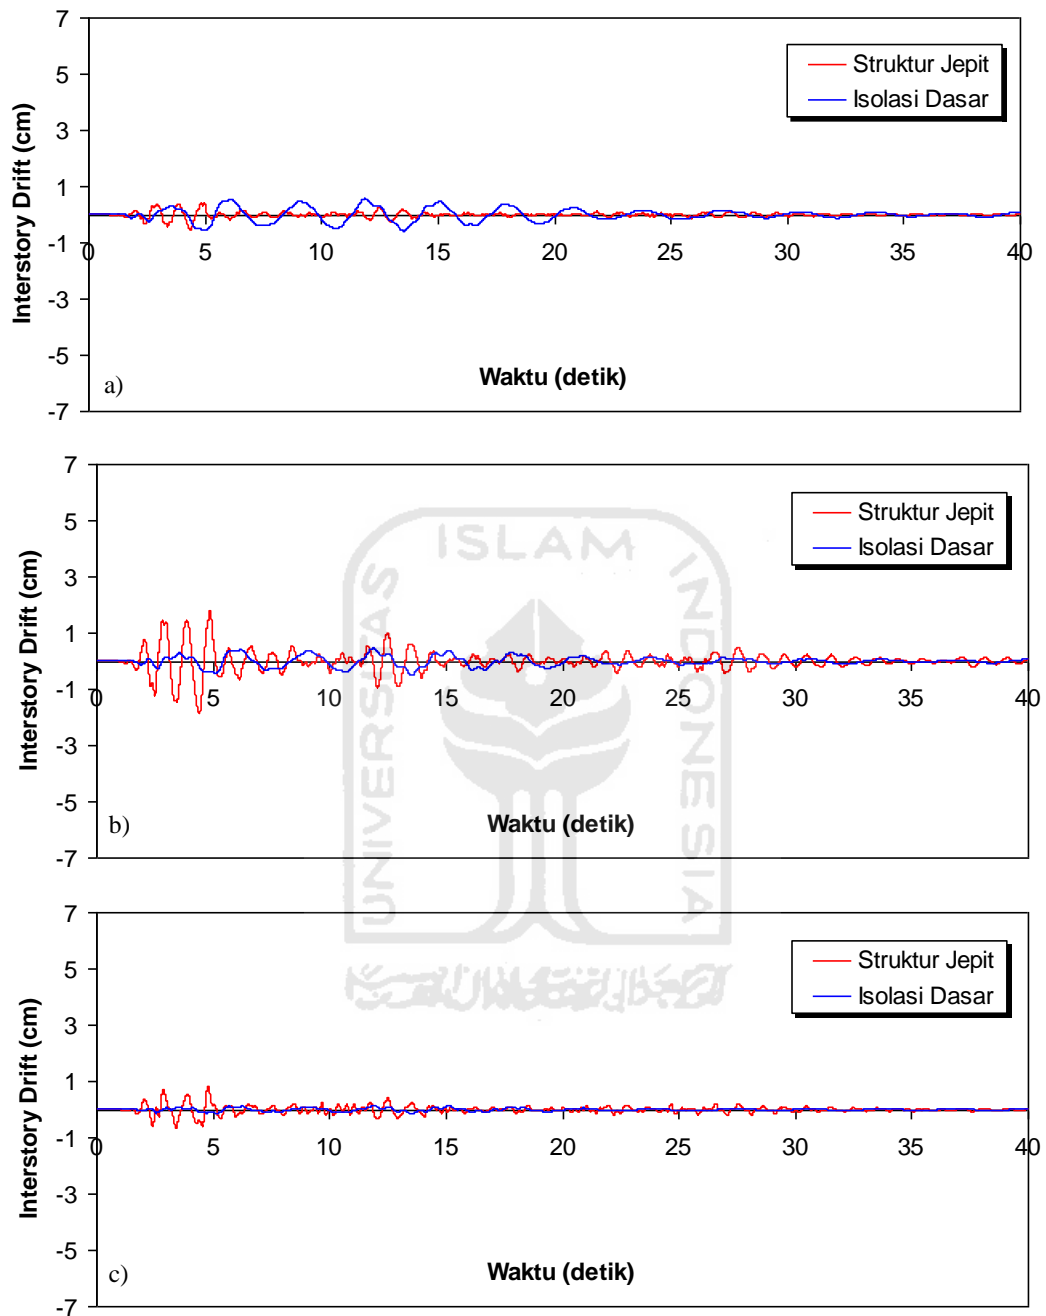 7
5
3
1
-1
-3
-5
-7
0 5 10 15 20 25 30 35 40
Interstory Drift (cm)
Waktu (detik)
Struktur Jepit
Isolasi Dasar
a)
7
5
3
1
-1
-3
-5
-7
0 5 10 15 20 25 30 35 40
Interstory Drift (cm)
Waktu (detik)
Struktur Jepit
Isolasi Dasar
b)
UNIVERSITAS
ISLAM
INDONESIA
7
5
3
1
-1
-3
-5
-7
0 5 10 15 20 25 30 35 40
Interstory Drift (cm)
Waktu (detik)
Struktur Jepit
Isolasi Dasar
c)